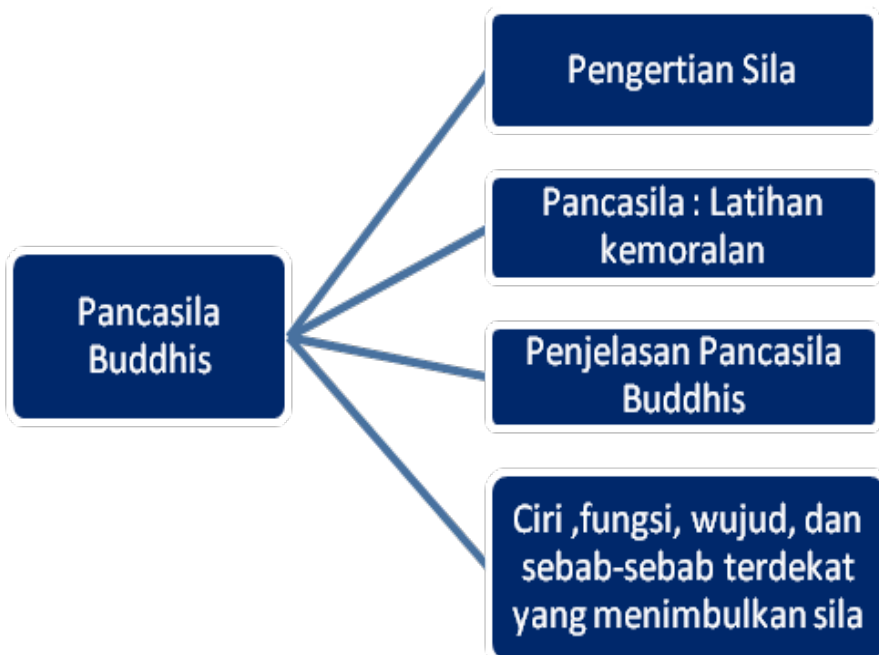 Pancasila
Buddhis
Pengertian Sila
Pancasila : Latihan
kemoralan
Penjelasan Pancasila
Buddhis
Ciri ,fungsi, wujud, dan
sebab-sebab terdekat
yang menimbulkan sila